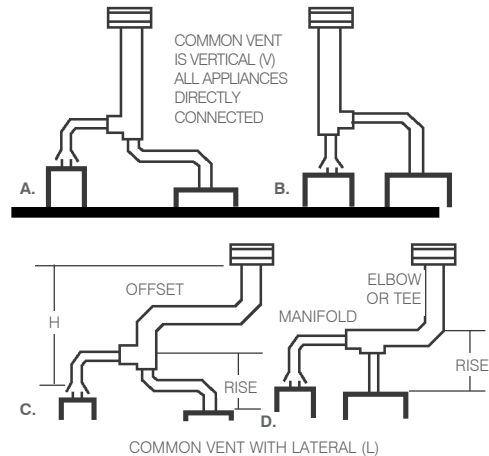 COMMON VENT
IS VERTICAL (V)
ALL APPLIANCES
DIRECTLY
CONNECTED
A.
B.
OFFSET
ELBOW
OR TEE
MANIFOLD
H
RISE
RISE
C.
D.
COMMON VENT WITH LATERAL (L)